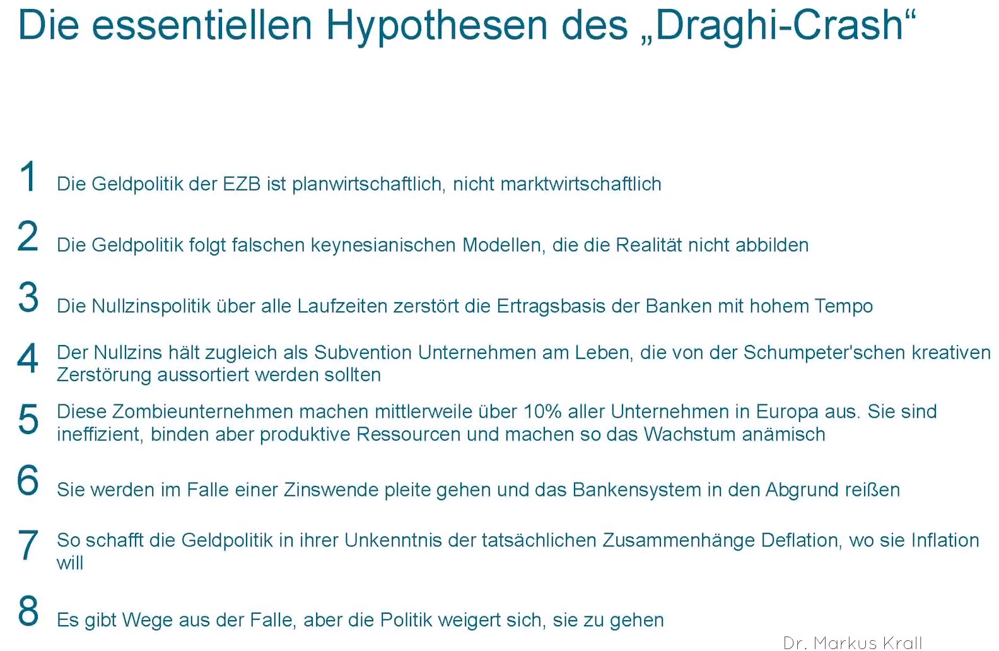 Die essentiellen Hypothesen des „Draghi-Crash“
1 Die Geldpolitik der EZB ist planwirtschaftlich, nicht marktwirtschaftlich
2 Die Geldpolitik folgt falschen keynesianischen Modellen, die die Realität nicht abbilden
3 Die Nullzinspolitik über alle Laufzeiten zerstört die Ertragsbasis der Banken mit hohem Tempo
4 Der Nullzins hält zugleich als Subvention Unternehmen am Leben, die von der Schumpeter'schen kreativen
Zerstörung aussortiert werden sollten
5 Diese Zombieunternehmen machen mittlerweile über 10% aller Unternehmen in Europa aus. Sie sind
ineffizient, binden aber produktive Ressourcen und machen so das Wachstum anämisch
6 Sie werden im Falle einer Zinswende pleite gehen und das Bankensystem in den Abgrund reißen
7 So schafft die Geldpolitik in ihrer Unkenntnis der tatsächlichen Zusammenhänge Deflation, wo sie Inflation
will
8 Es gibt Wege aus der Falle, aber die Politik weigert sich, sie zu gehen
Dr. Markus Krall